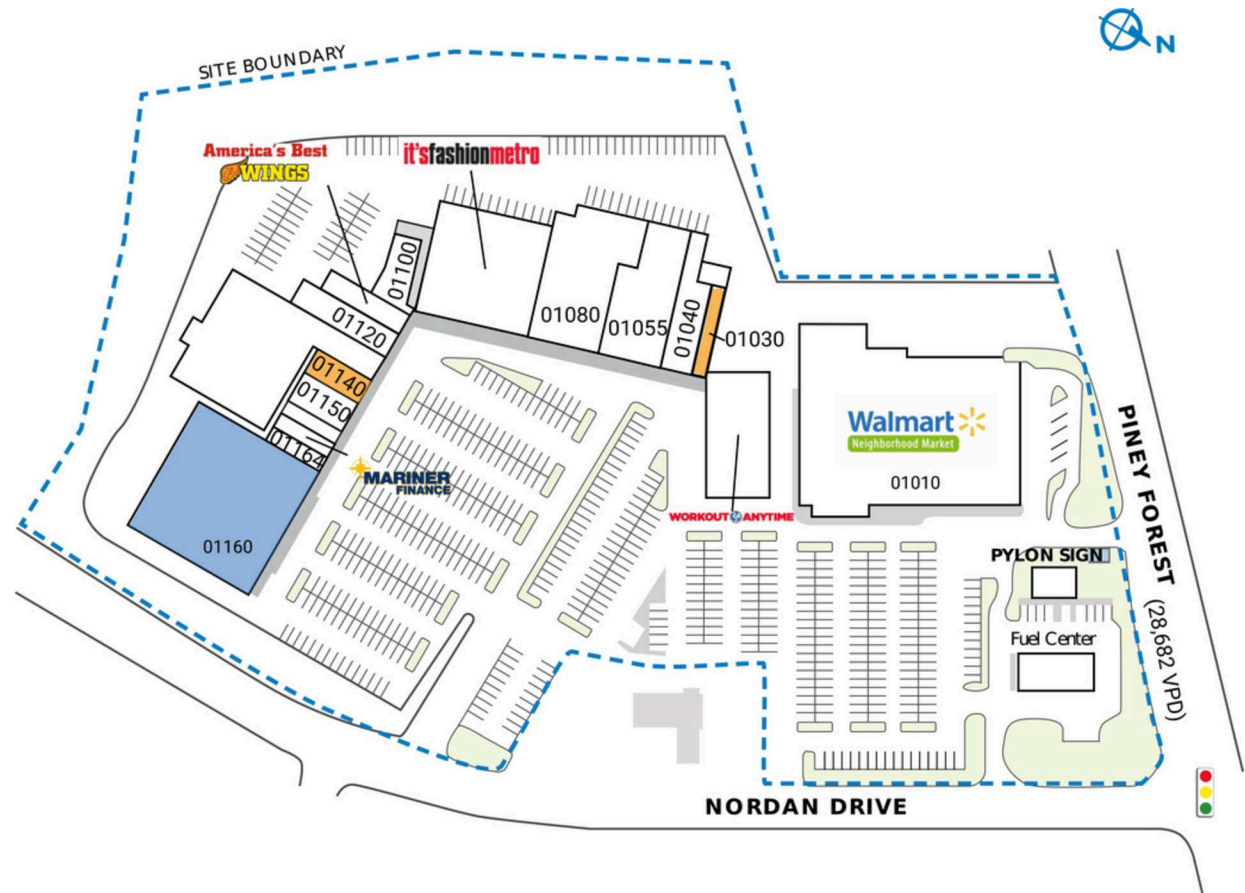 N
SITE BOUNDARY
America's Best
WINGS
it'sfashionmetro
01100
01120
01080
01055
01040
01030
01140
01150
01164
MARINER
FINANCE
01160
Walmart
Neighborhood Market
01010
WORKOUT ANYTIME
PYLON SIGN
Fuel Center
PINEY FOREST (28,682 VPD)
NORDAN DRIVE